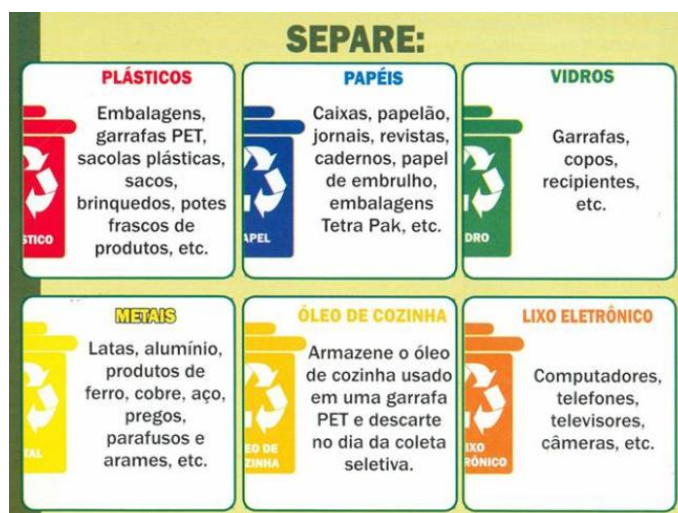 SEPARE:
PLÁSTICOS
Embalagens,
garrafas PET,
sacolas plásticas,
sacos,
brinquedos, potes
frascos de
produtos, etc.
STICO
PAPÉIS
Caixas, papelão,
jornais, revistas,
cadernos, papel
de embrulho,
embalagens
Tetra Pak, etc.
APEL
VIDROS
Garrafas,
copos,
recipientes,
etc.
DRO
METAIS
Latas, alumínio,
produtos de
ferro, cobre, aço,
pregos,
parafusos e
arames, etc.
TAL
ÓLEO DE COZINHA
Armazene o óleo
de cozinha usado
em uma garrafa
PET e descarte
no dia da coleta
seletiva.
EO DE
ZINHA
LIXO ELETRÔNICO
Computadores,
telefones,
televisores,
câmeras, etc.
IXO
RÔNICO